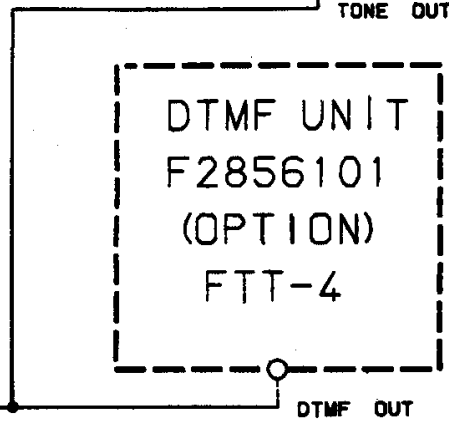 TONE OUT
DTMF UNIT
F2856101
(OPTION)
FTT-4
DTMF OUT